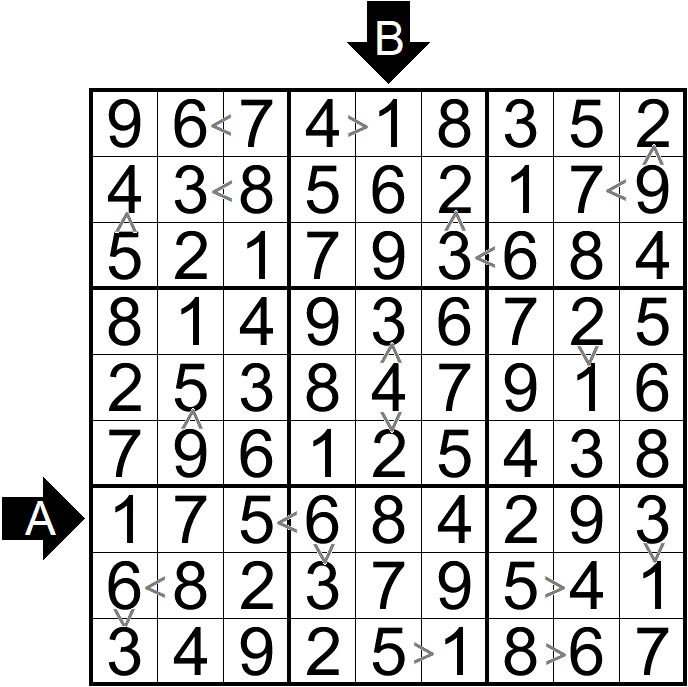 B
9 6 < 7 4 > 1 8 3 5 2
^
4 3 < 8 5 6 2 1 7 < 9
^ ^
5 2 1 7 9 3 < 6 8 4
8 1 4 9 3 6 7 2 5
^ v
2 5 3 8 4 7 9 1 6
^ v
7 9 6 1 2 5 4 3 8
A 1 7 5 < 6 8 4 2 9 3
v v
6 < 8 2 3 7 9 5 > 4 1
v
3 4 9 2 5 > 1 8 > 6 7